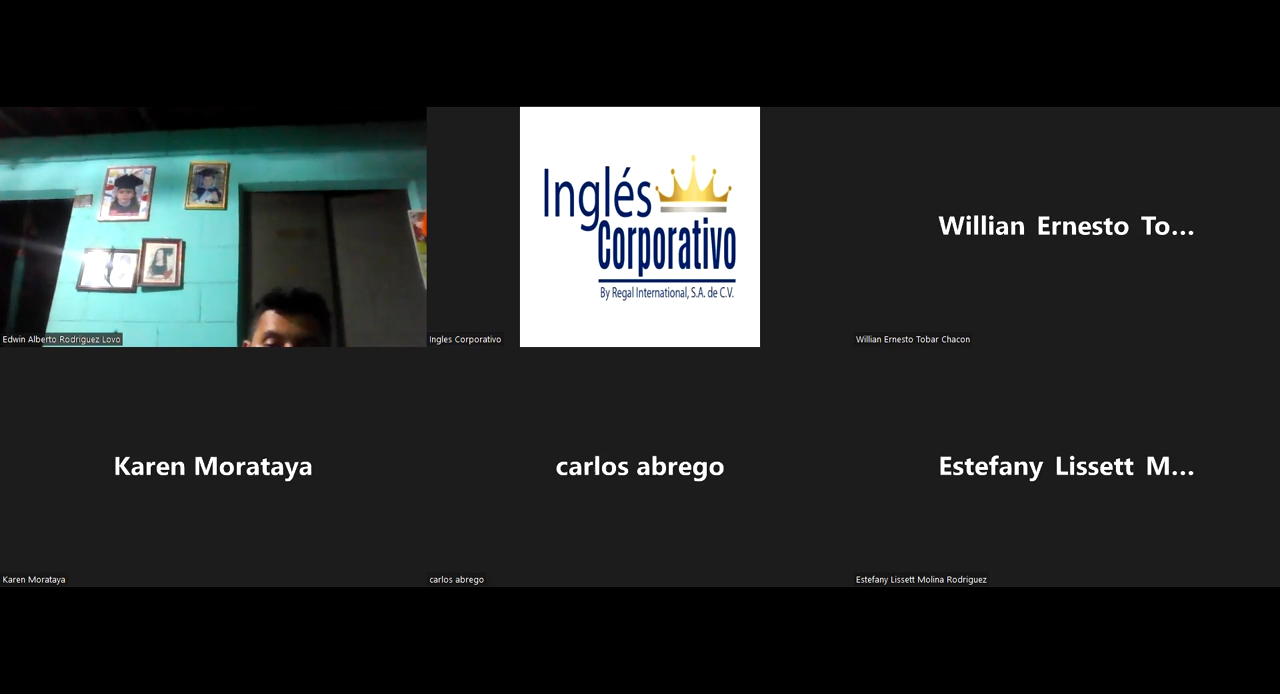 Edwin Alberto Rodriguez Lovo
Inglés
Corporativo
By Regal International, S.A. de C.V.
Ingles Corporativo
Willian Ernesto To...
Willian Ernesto Tobar Chacon
Karen Morataya
Karen Morataya
carlos abrego
carlos abrego
Estefany Lissett M...
Estefany Lissett Molina Rodriguez